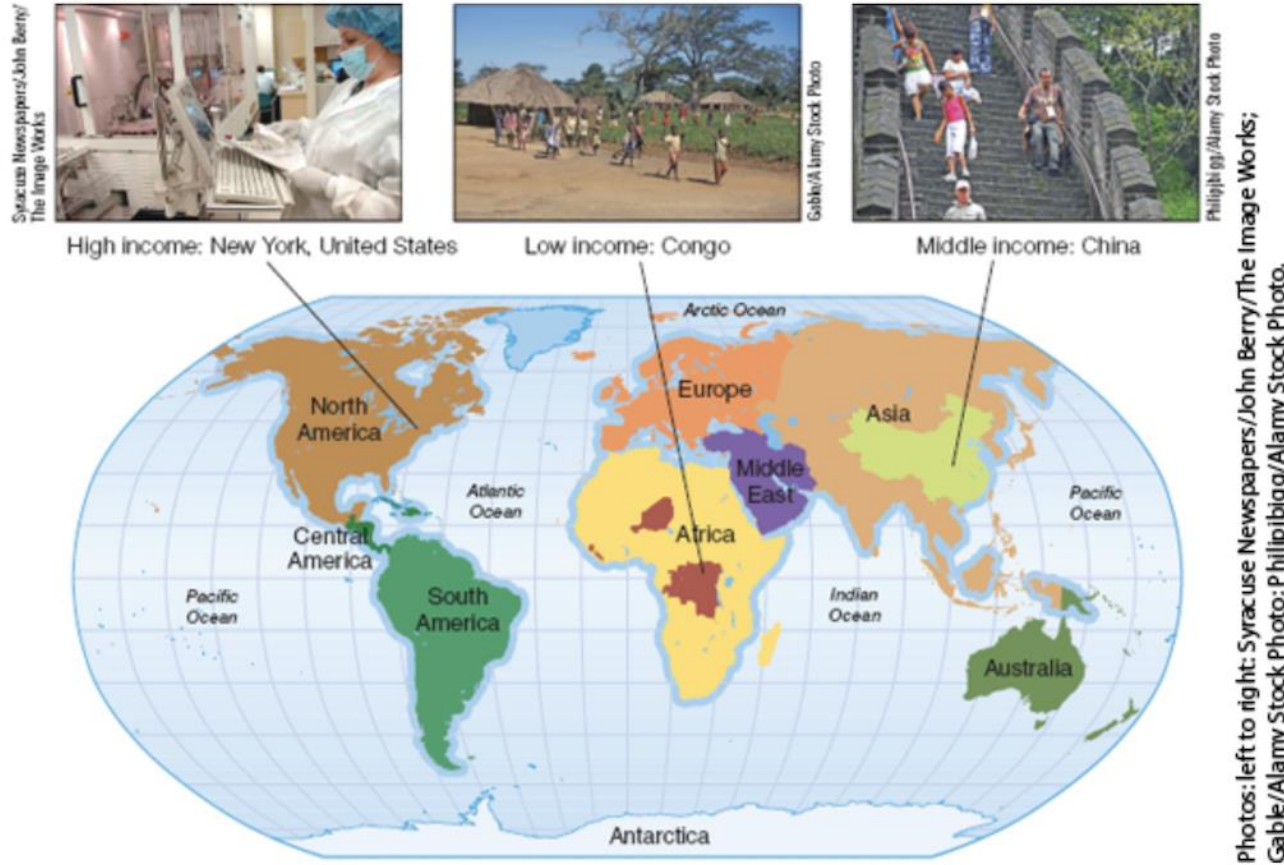 Syracuse Newspapers/John Berry/
The Image Works
Gable/Alamy Stock Photo
Philipjbigg/Alamy Stock Photo
High income: New York, United States
Low income: Congo
Middle income: China
Arctic Ocean
North
America
Europe
Asia
Middle
East
Atlantic
Ocean
Pacific
Ocean
Africa
Central
America
Pacific
Ocean
South
America
Indian
Ocean
Australia
Antarctica
Photos: left to right: Syracuse Newspapers/John Berry/The Image Works;
Gable/Alamy Stock Photo; Philipjbigg/Alamy Stock Photo.